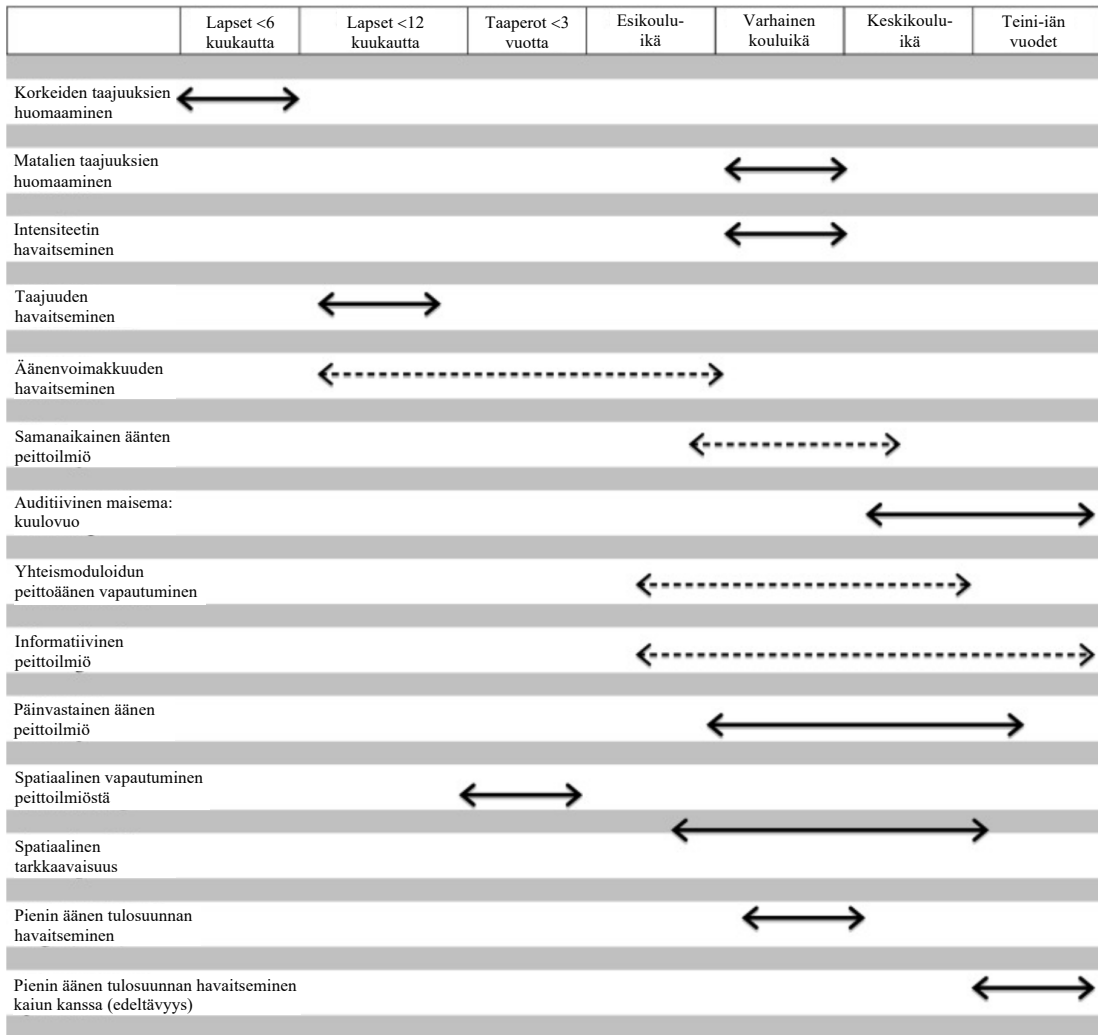 Lapset <6
kuukautta
Lapset <12
kuukautta
Taaperot <3
vuotta
Esikoulu-
ikä
Varhainen
kouluikä
Keskikoulu-
ikä
Teini-iän
vuodet
Korkeiden taajuuksien
huomaaminen
Matalien taajuuksien
huomaaminen
Intensiteetin
havaitseminen
Taajuuden
havaitseminen
Äänenvoimakkuuden
havaitseminen
Samanaikainen äänten
peittoilmiö
Auditiivinen maisema:
kuulovuo
Yhteismoduloidun
peittoäänen vapautuminen
Informatiivinen
peittoilmiö
Päinvastainen äänen
peittoilmiö
Spatiaalinen vapautuminen
peittoilmiöstä
Spatiaalinen
tarkkaavaisuus
Pienin äänen tulosuunnan
havaitseminen
Pienin äänen tulosuunnan havaitseminen
kaiun kanssa (edeltävyys)